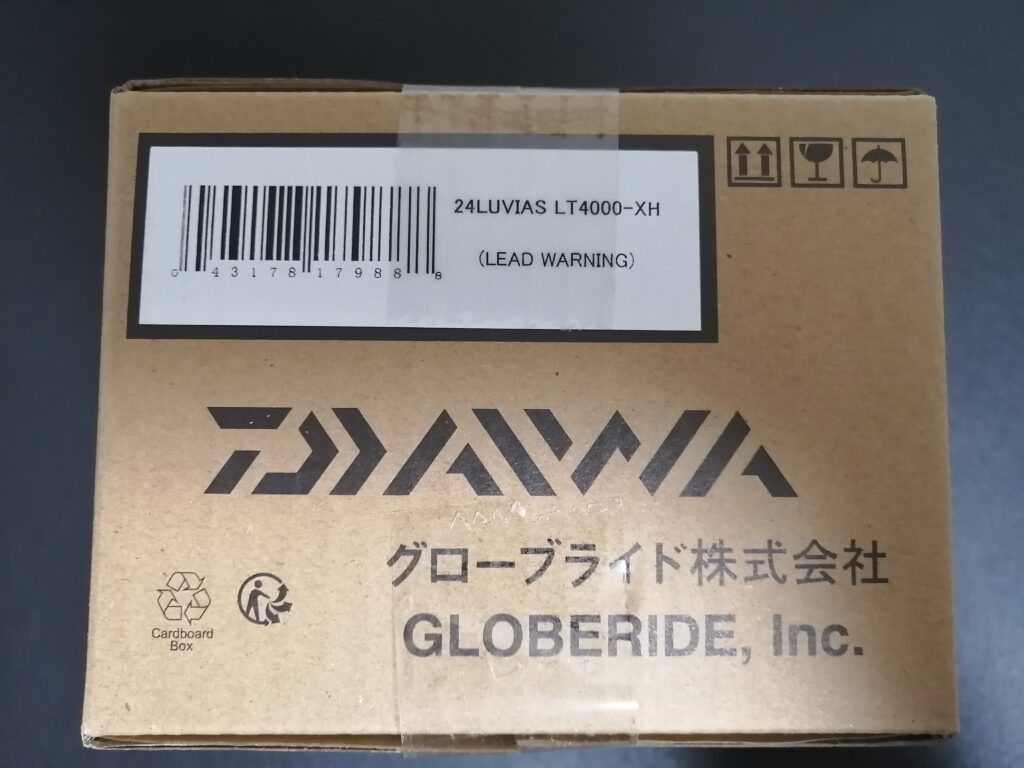 24LUVIAS LT4000-XH
(LEAD WARNING)
0 43178 17988 8
DAIWA
グローブライド株式会社
GLOBERIDE, Inc.
Cardboard
Box